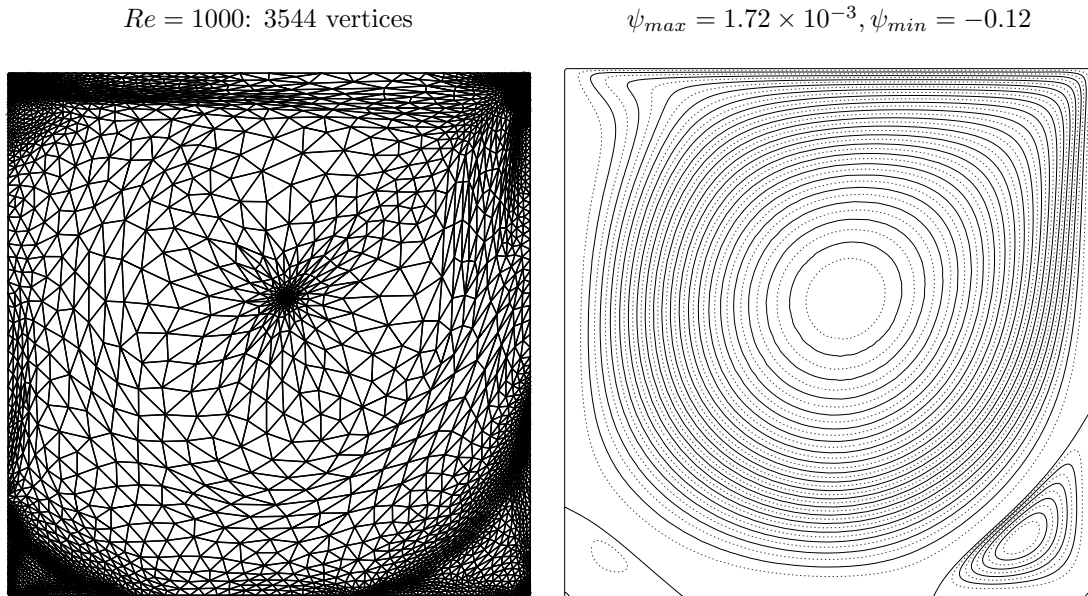 Re = 1000: 3544 vertices
ψmax = 1.72 × 10⁻³, ψmin = −0.12